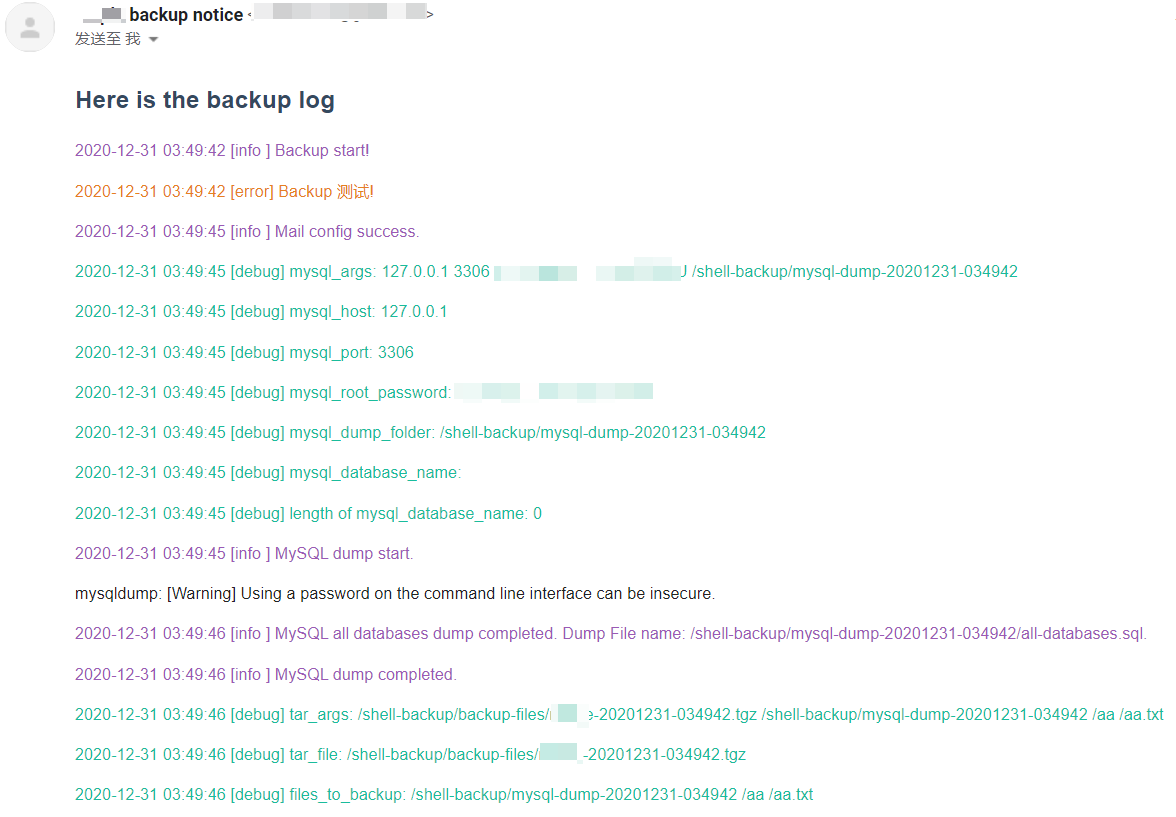 backup notice < >
发送至 我
Here is the backup log
2020-12-31 03:49:42 [info ] Backup start!
2020-12-31 03:49:42 [error] Backup 测试!
2020-12-31 03:49:45 [info ] Mail config success.
2020-12-31 03:49:45 [debug] mysql_args: 127.0.0.1 3306 /shell-backup/mysql-dump-20201231-034942
2020-12-31 03:49:45 [debug] mysql_host: 127.0.0.1
2020-12-31 03:49:45 [debug] mysql_port: 3306
2020-12-31 03:49:45 [debug] mysql_root_password:
2020-12-31 03:49:45 [debug] mysql_dump_folder: /shell-backup/mysql-dump-20201231-034942
2020-12-31 03:49:45 [debug] mysql_database_name:
2020-12-31 03:49:45 [debug] length of mysql_database_name: 0
2020-12-31 03:49:45 [info ] MySQL dump start.
mysqldump: [Warning] Using a password on the command line interface can be insecure.
2020-12-31 03:49:46 [info ] MySQL all databases dump completed. Dump File name: /shell-backup/mysql-dump-20201231-034942/all-databases.sql.
2020-12-31 03:49:46 [info ] MySQL dump completed.
2020-12-31 03:49:46 [debug] tar_args: /shell-backup/backup-files/ e-20201231-034942.tgz /shell-backup/mysql-dump-20201231-034942 /aa /aa.txt
2020-12-31 03:49:46 [debug] tar_file: /shell-backup/backup-files/ -20201231-034942.tgz
2020-12-31 03:49:46 [debug] files_to_backup: /shell-backup/mysql-dump-20201231-034942 /aa /aa.txt